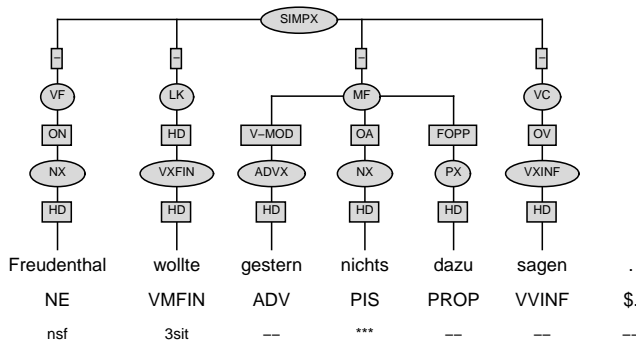 SIMPX
– – – –
VF LK MF VC
ON HD V–MOD OA FOPP OV
NX VXFIN ADVX NX PX VXINF
HD HD HD HD HD HD
Freudenthal wollte gestern nichts dazu sagen .
NE VMFIN ADV PIS PROP VVINF $.
nsf 3sit –– *** –– –– ––